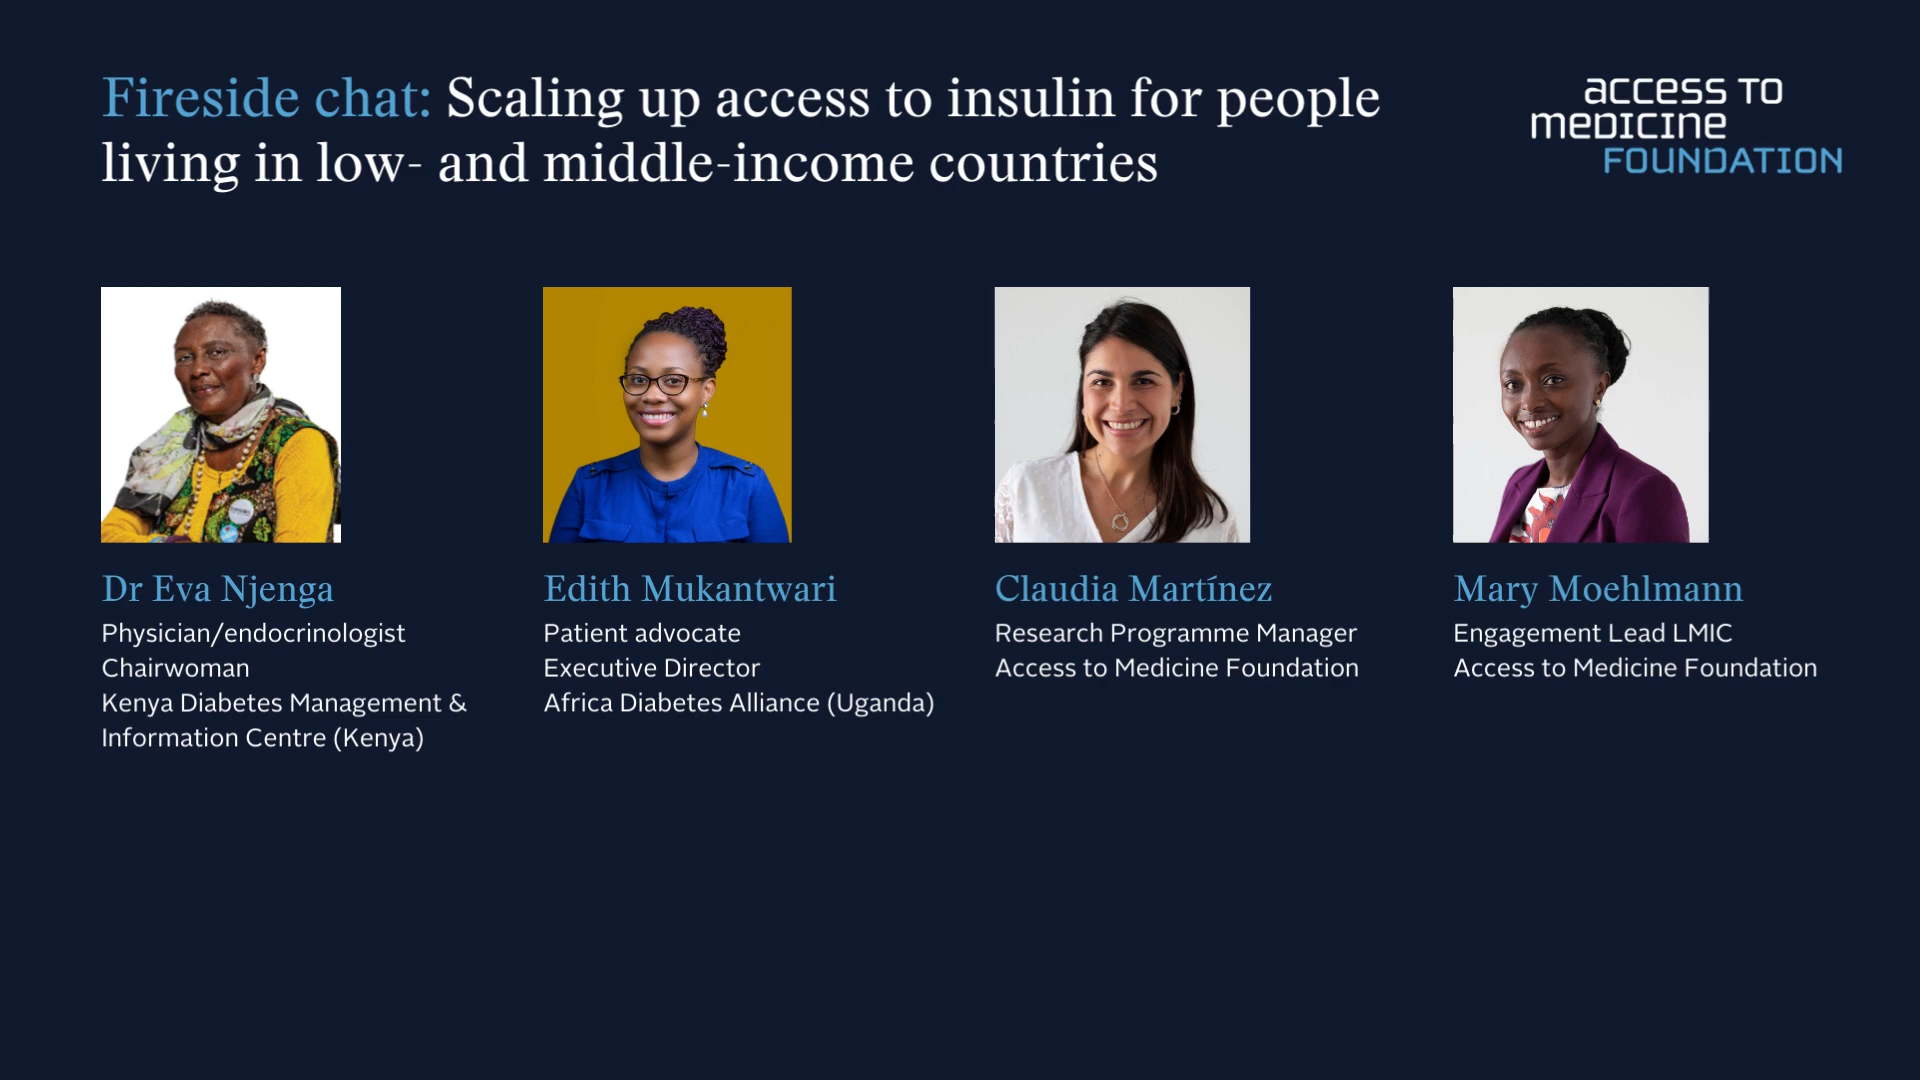 Fireside chat: Scaling up access to insulin for people
living in low- and middle-income countries
access to
medicine
FOUNDATION
Dr Eva Njenga
Physician/endocrinologist
Chairwoman
Kenya Diabetes Management &
Information Centre (Kenya)
Edith Mukantwari
Patient advocate
Executive Director
Africa Diabetes Alliance (Uganda)
Claudia Martínez
Research Programme Manager
Access to Medicine Foundation
Mary Moehlmann
Engagement Lead LMIC
Access to Medicine Foundation